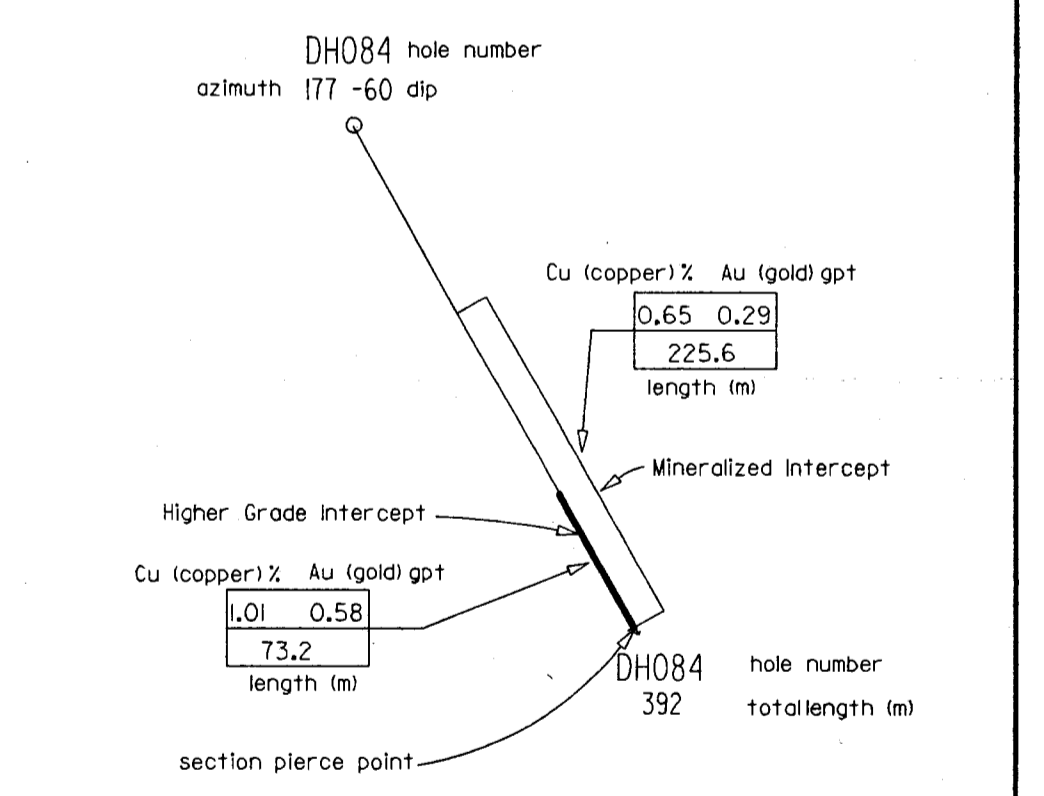 DH084 hole number
azimuth 177 -60 dip
Cu (copper) % Au (gold) gpt
0.65 0.29
225.6
length (m)
Mineralized Intercept
Higher Grade Intercept
Cu (copper) % Au (gold) gpt
1.01 0.58
73.2
length (m)
DH084 hole number
392 total length (m)
section pierce point